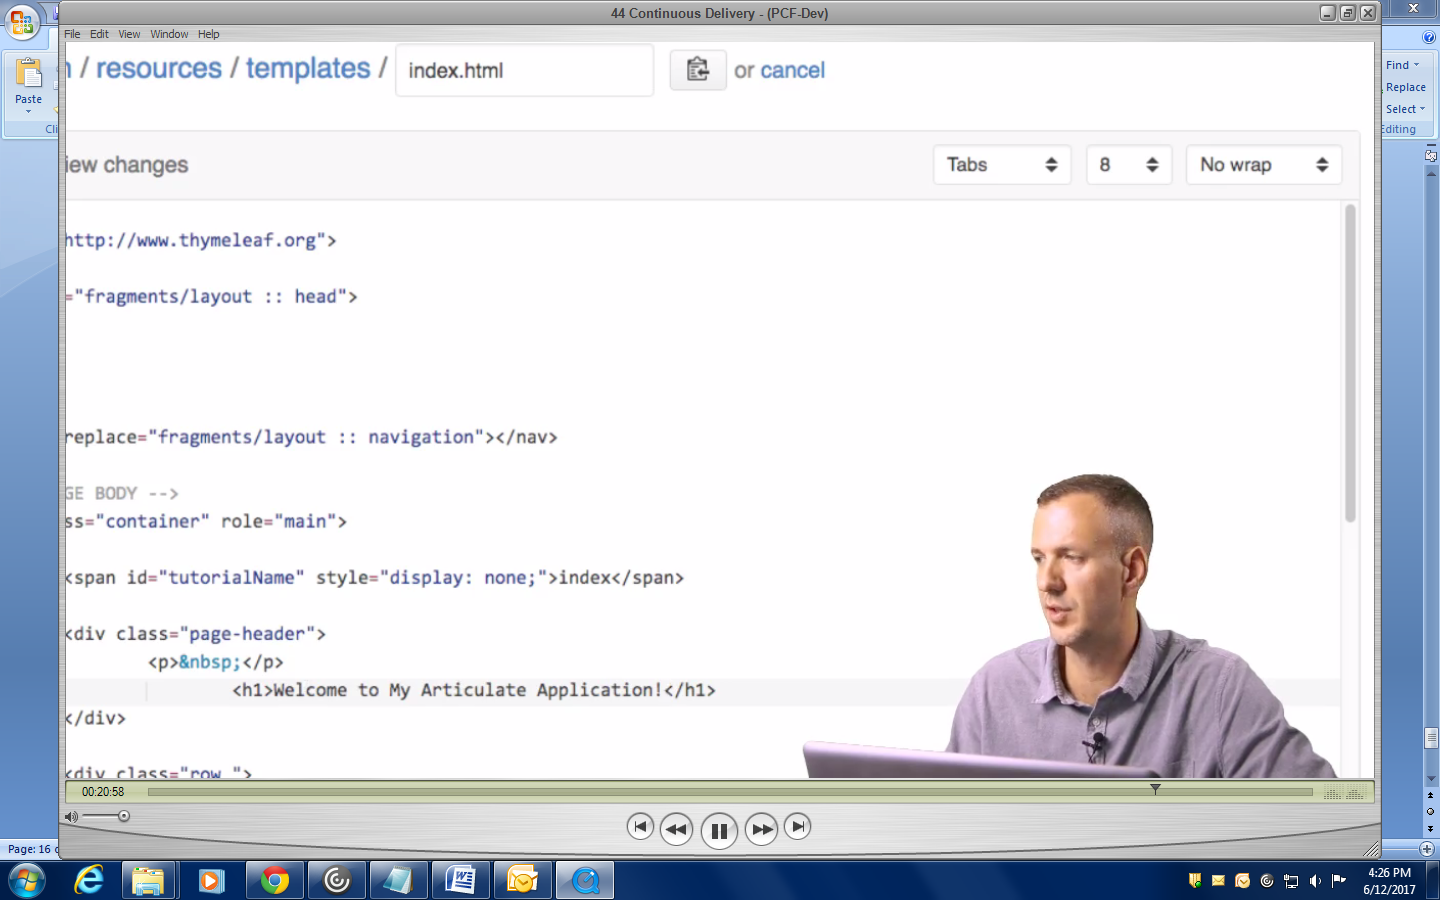 44 Continuous Delivery - (PCF-Dev)
File Edit View Window Help
/ resources / templates / index.html or cancel
iew changes
Tabs 8 No wrap
http://www.thymeleaf.org">
="fragments/layout :: head">
replace="fragments/layout :: navigation"></nav>
GE BODY -->
ss="container" role="main">
<span id="tutorialName" style="display: none;">index</span>
<div class="page-header">
<p>&nbsp;</p>
<h1>Welcome to My Articulate Application!</h1>
</div>
<div class="row ">
00:20:58
Paste
Cli
Find
Replace
Select
Editing
Page: 16 o
4:26 PM
6/12/2017